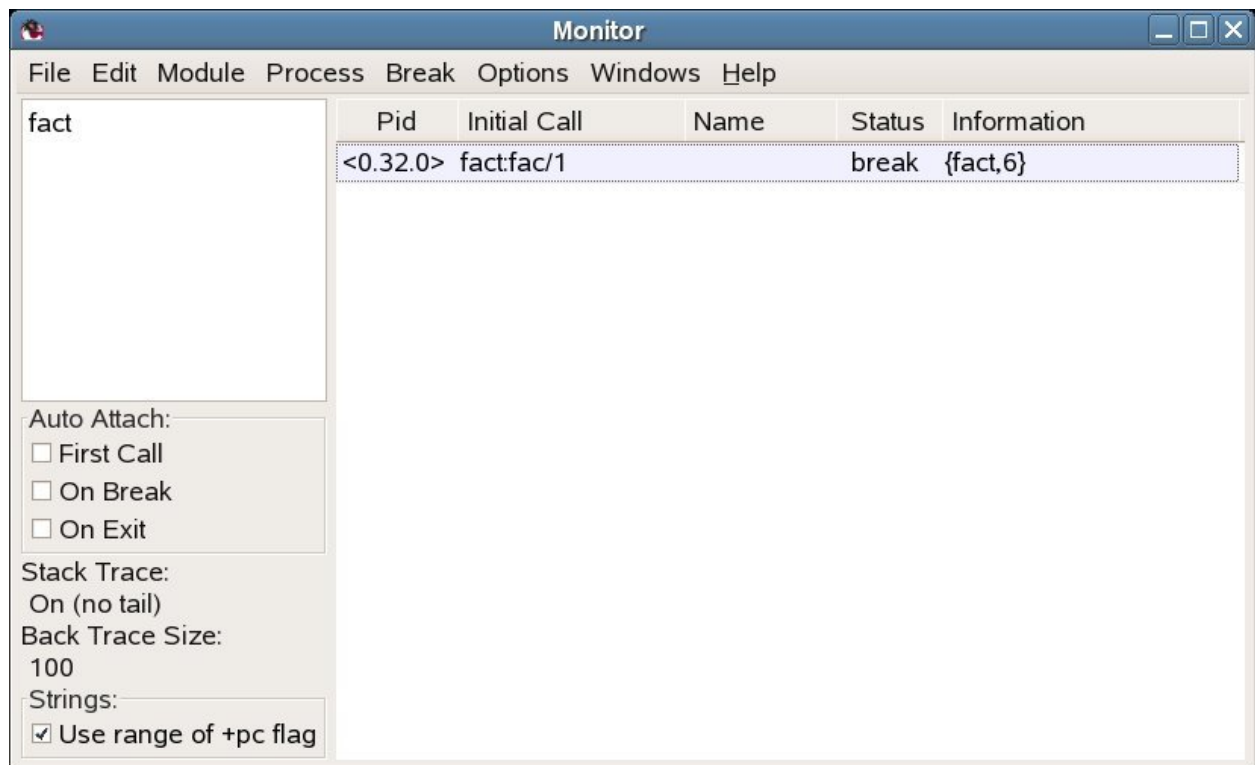 Monitor
File Edit Module Process Break Options Windows Help
fact
Pid Initial Call Name Status Information
<0.32.0> fact:fac/1 break {fact,6}
Auto Attach:
First Call
On Break
On Exit
Stack Trace:
On (no tail)
Back Trace Size:
100
Strings:
Use range of +pc flag